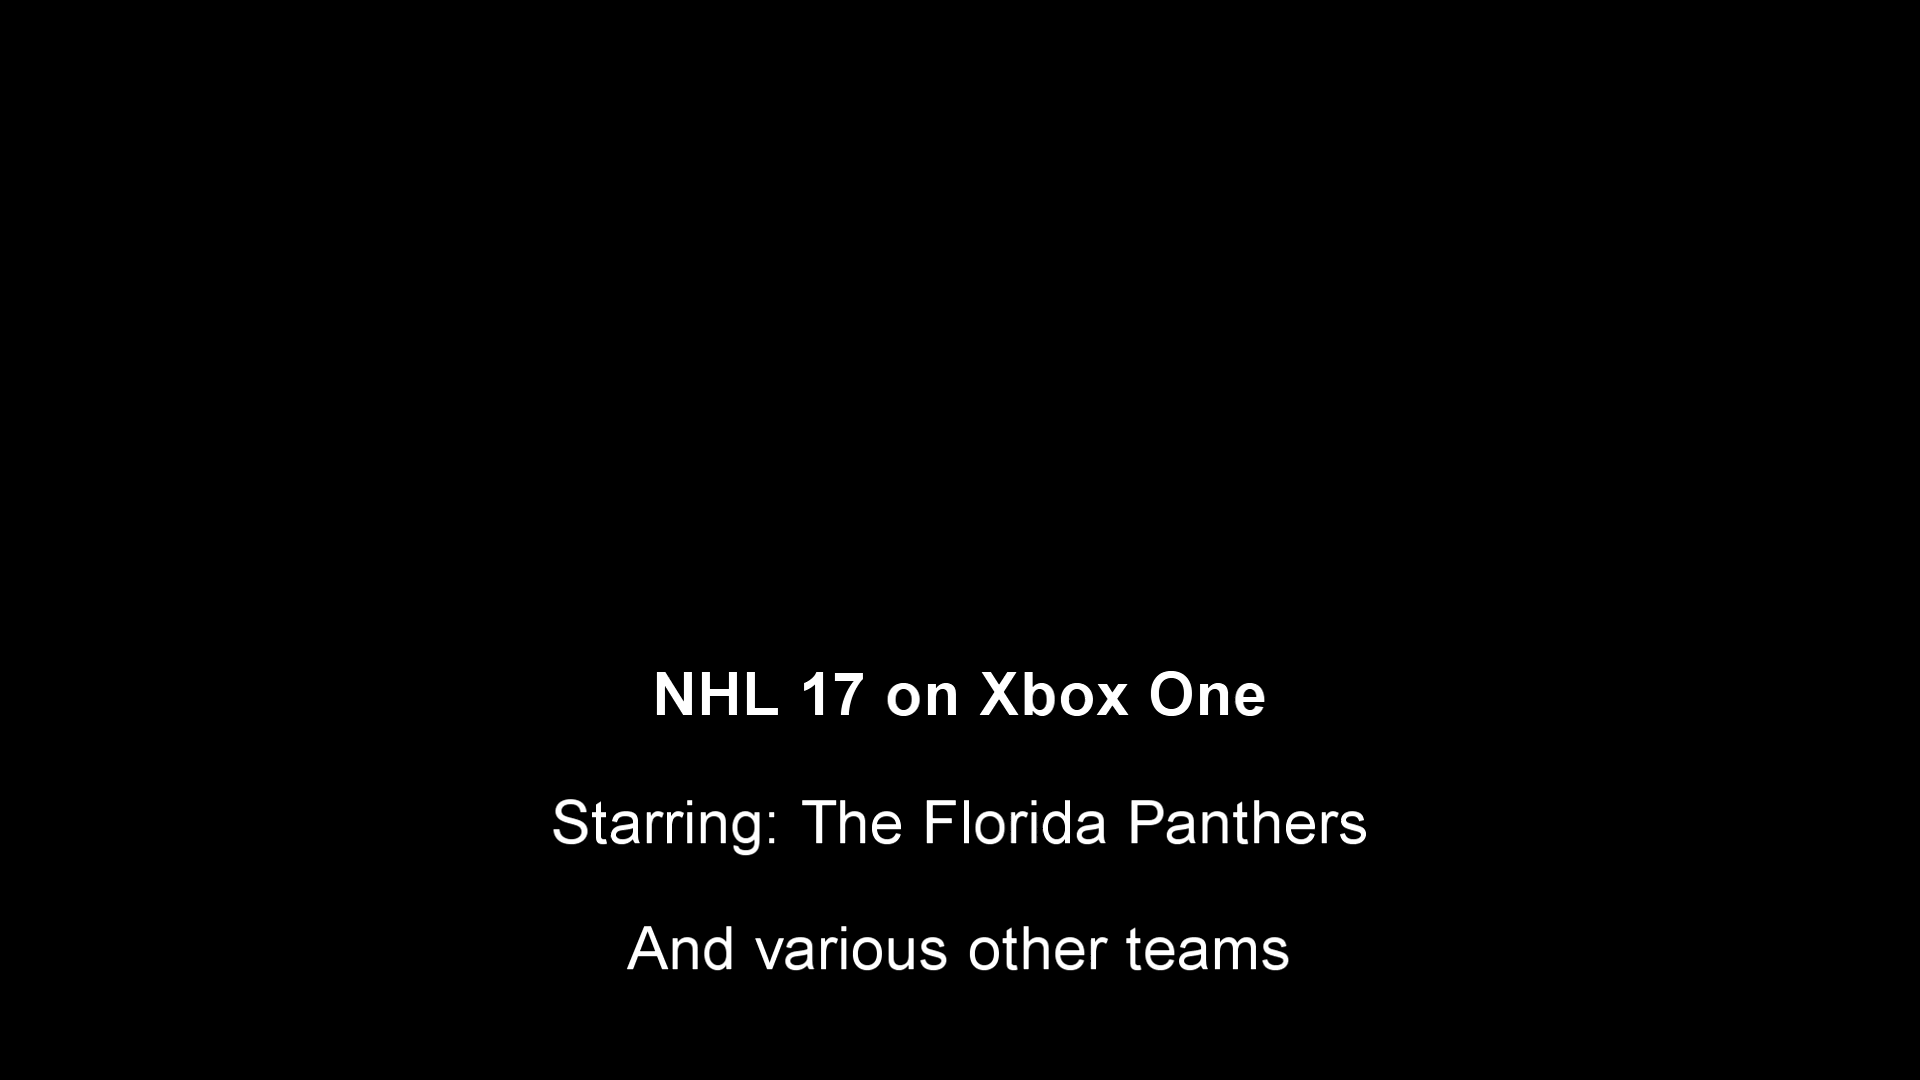 NHL 17 on Xbox One
Starring: The Florida Panthers
And various other teams